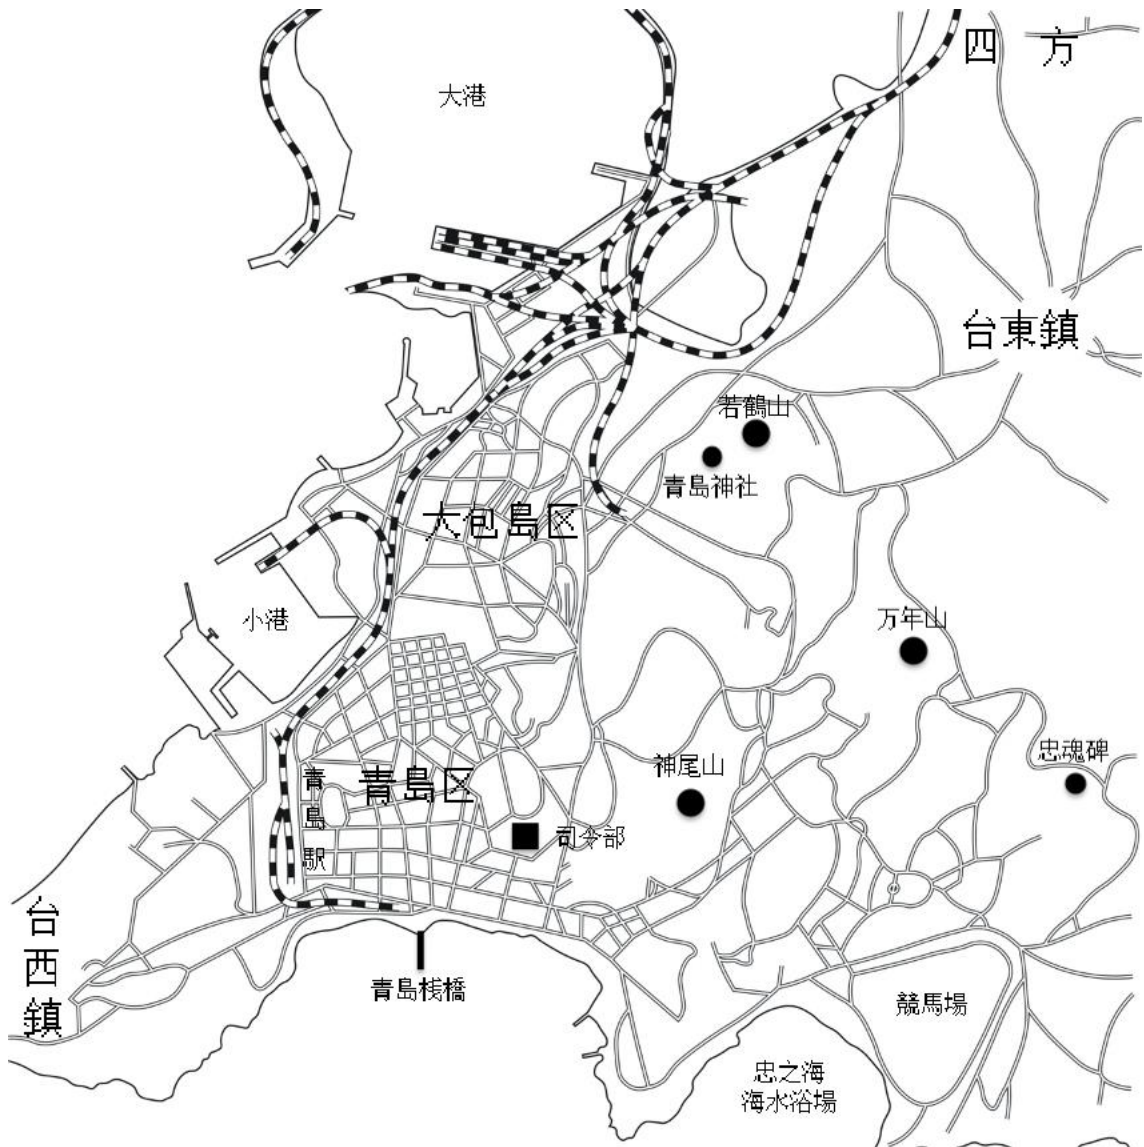 四 方
大港
台東鎮
若鶴山
青島神社
大包島区
万年山
小港
忠魂碑
神尾山
青島区
青島駅
司令部
台西鎮
青島桟橋
競馬場
忠之海
海水浴場